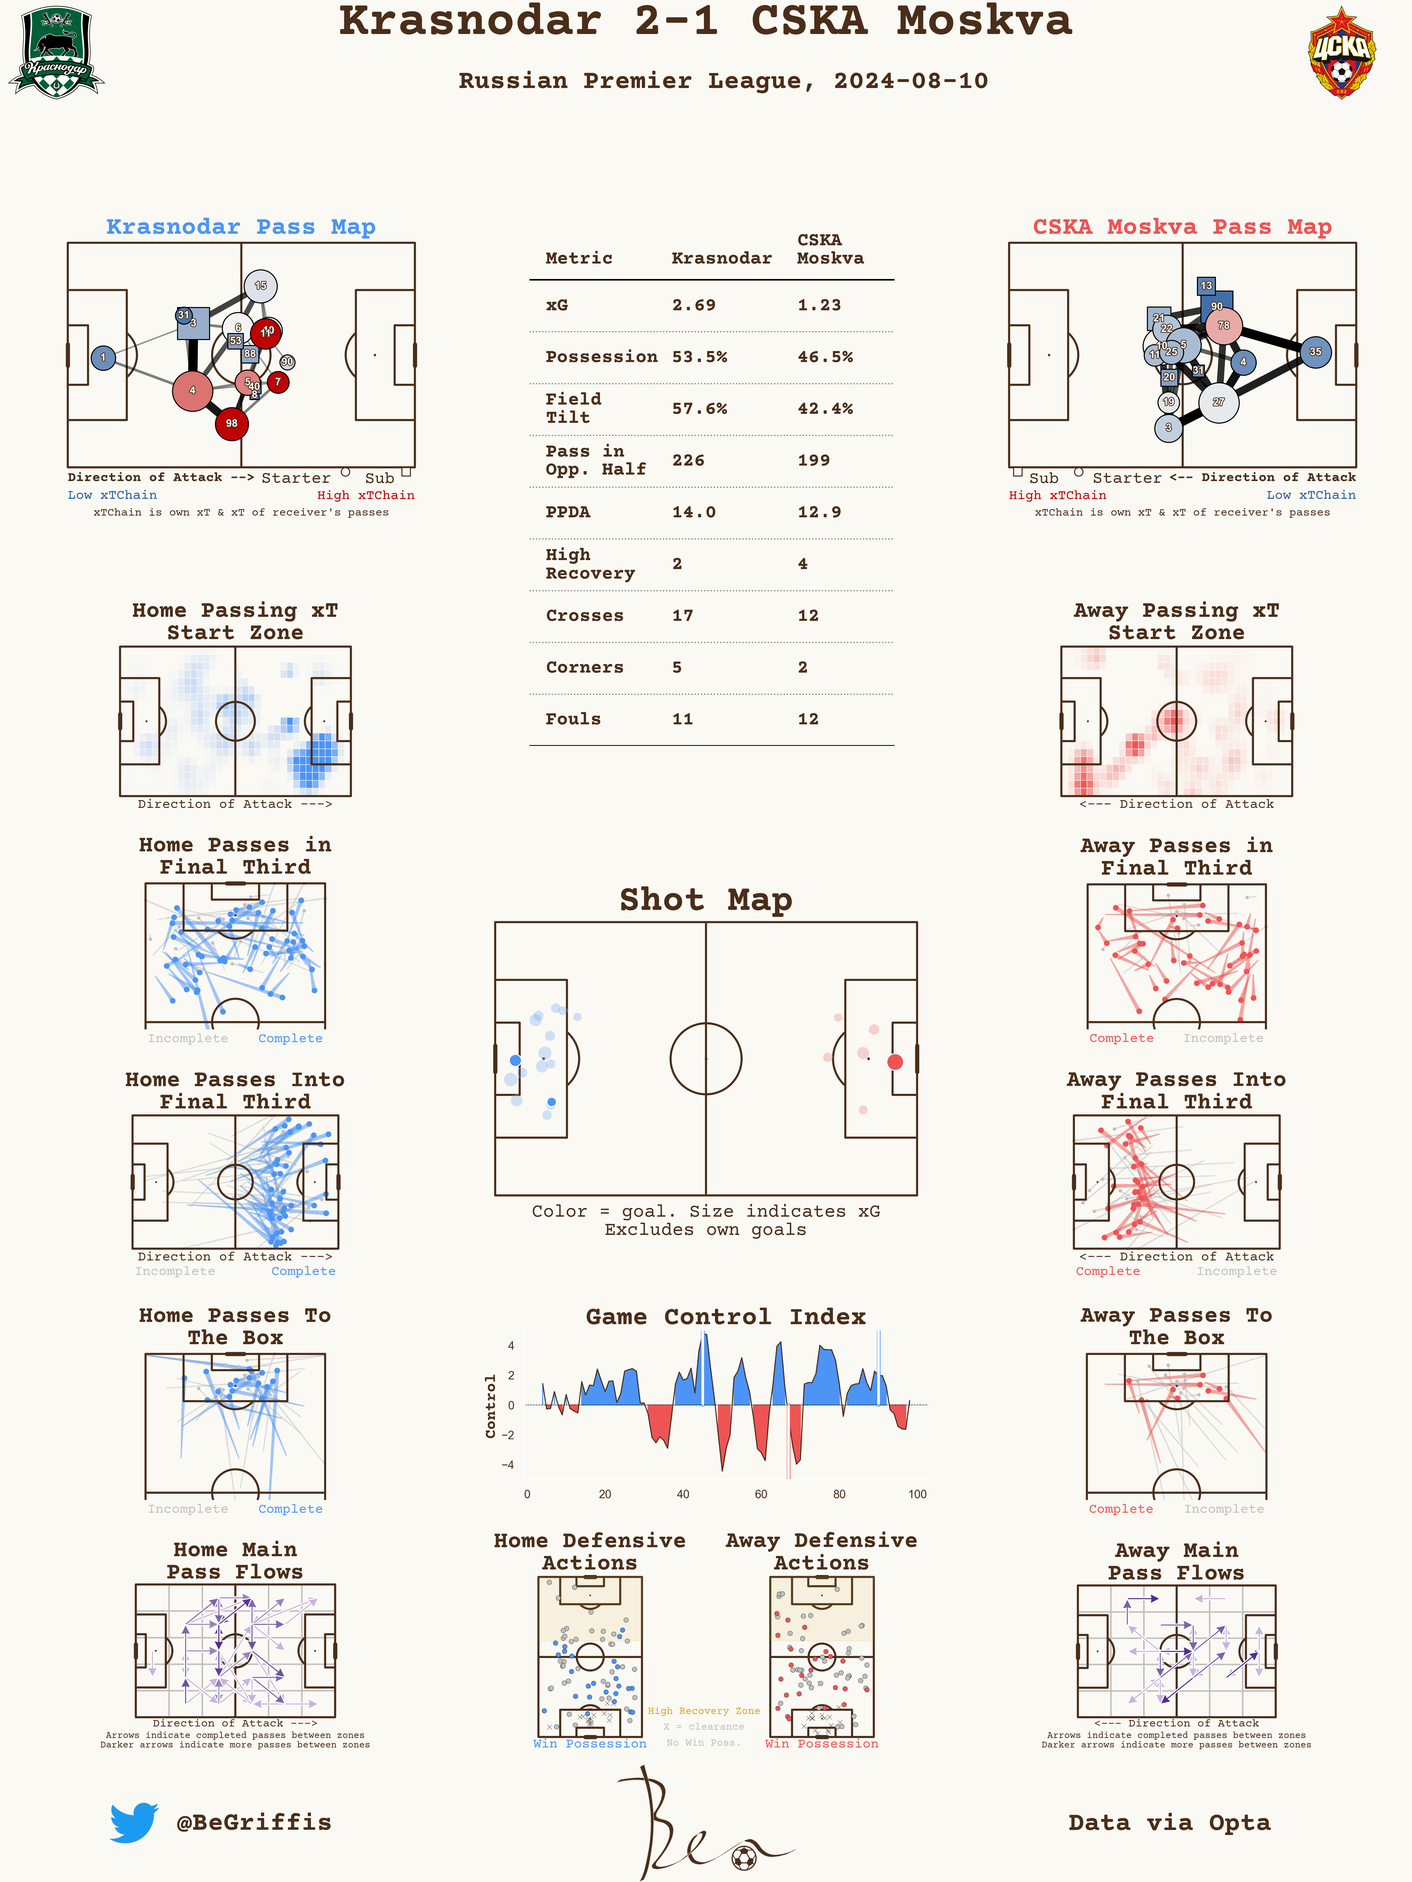 Krasnodar 2-1 CSKA Moskva
Russian Premier League, 2024-08-10
Краснодар
ЦСКА
Krasnodar Pass Map
15
31
3
6
10
11
53
88
1
90
5
7
40
8
4
98
Direction of Attack --> Starter Sub
Low xTChain High xTChain
xTChain is own xT & xT of receiver's passes
Metric Krasnodar CSKA Moskva
xG 2.69 1.23
Possession 53.5% 46.5%
Field Tilt 57.6% 42.4%
Pass in Opp. Half 226 199
PPDA 14.0 12.9
High Recovery 2 4
Crosses 17 12
Corners 5 2
Fouls 11 12
CSKA Moskva Pass Map
13
90
21
22
78
10
5
11
25
35
4
31
20
19
27
3
Sub Starter <-- Direction of Attack
High xTChain Low xTChain
xTChain is own xT & xT of receiver's passes
Home Passing xT
Start Zone
Direction of Attack --->
Away Passing xT
Start Zone
<--- Direction of Attack
Home Passes in
Final Third
Incomplete Complete
Away Passes in
Final Third
Complete Incomplete
Shot Map
Color = goal. Size indicates xG
Excludes own goals
Home Passes Into
Final Third
Direction of Attack --->
Incomplete Complete
Away Passes Into
Final Third
<--- Direction of Attack
Complete Incomplete
Home Passes To
The Box
Incomplete Complete
Game Control Index
Control
4
2
0
−2
−4
0 20 40 60 80 100
Away Passes To
The Box
Complete Incomplete
Home Main
Pass Flows
Direction of Attack --->
Arrows indicate completed passes between zones
Darker arrows indicate more passes between zones
Home Defensive
Actions
Win Possession
High Recovery Zone
X = clearance
No Win Poss.
Away Defensive
Actions
Win Possession
Away Main
Pass Flows
<--- Direction of Attack
Arrows indicate completed passes between zones
Darker arrows indicate more passes between zones
@BeGriffis
Ben
Data via Opta